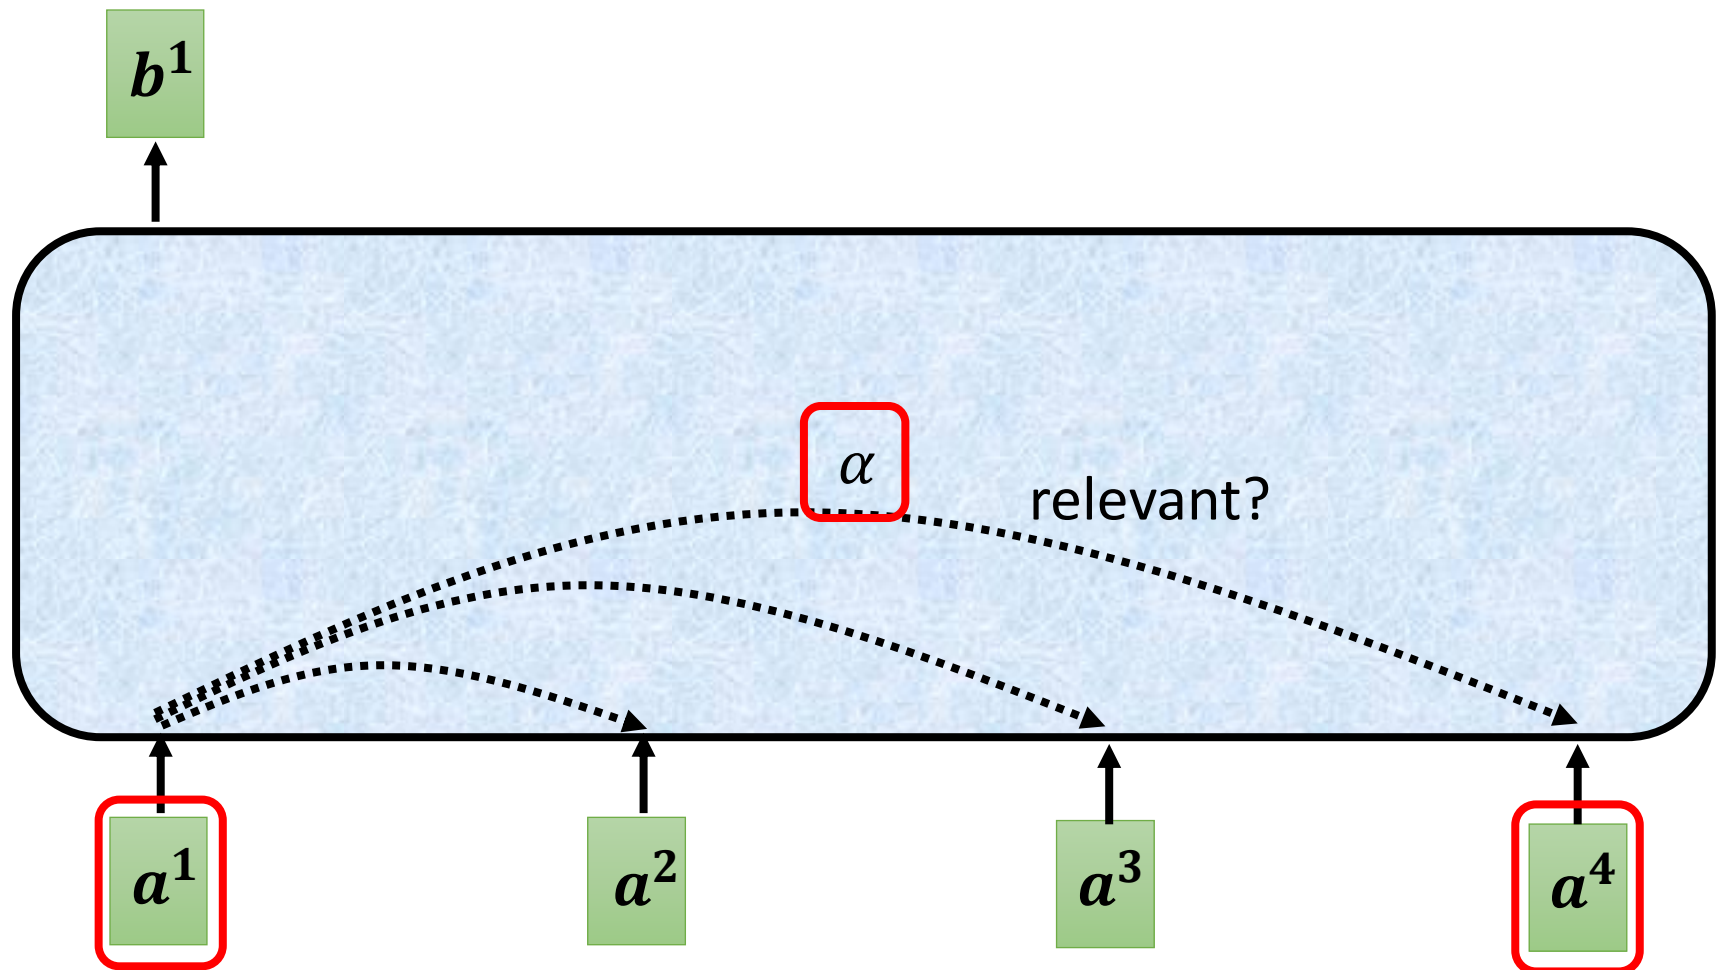 b¹
α
relevant?
a¹ a² a³ a⁴